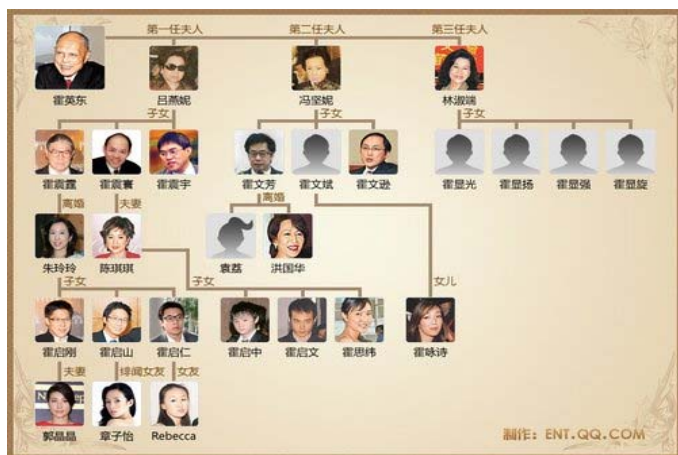 第一任夫人 第二任夫人 第三任夫人
霍英东 吕燕妮 冯坚妮 林淑端
子女 子女 子女
霍震霆 霍震寰 霍震宇 霍文芳 霍文斌 霍文逊 霍显光 霍显扬 霍显强 霍显旋
离婚 夫妻 离婚
朱玲玲 陈琪琪 袁荔 洪国华
子女 子女 女儿
霍启刚 霍启山 霍启仁 霍启中 霍启文 霍思纬 霍咏诗
夫妻 绯闻女友 女友
郭晶晶 章子怡 Rebecca
制作：ENT.QQ.COM